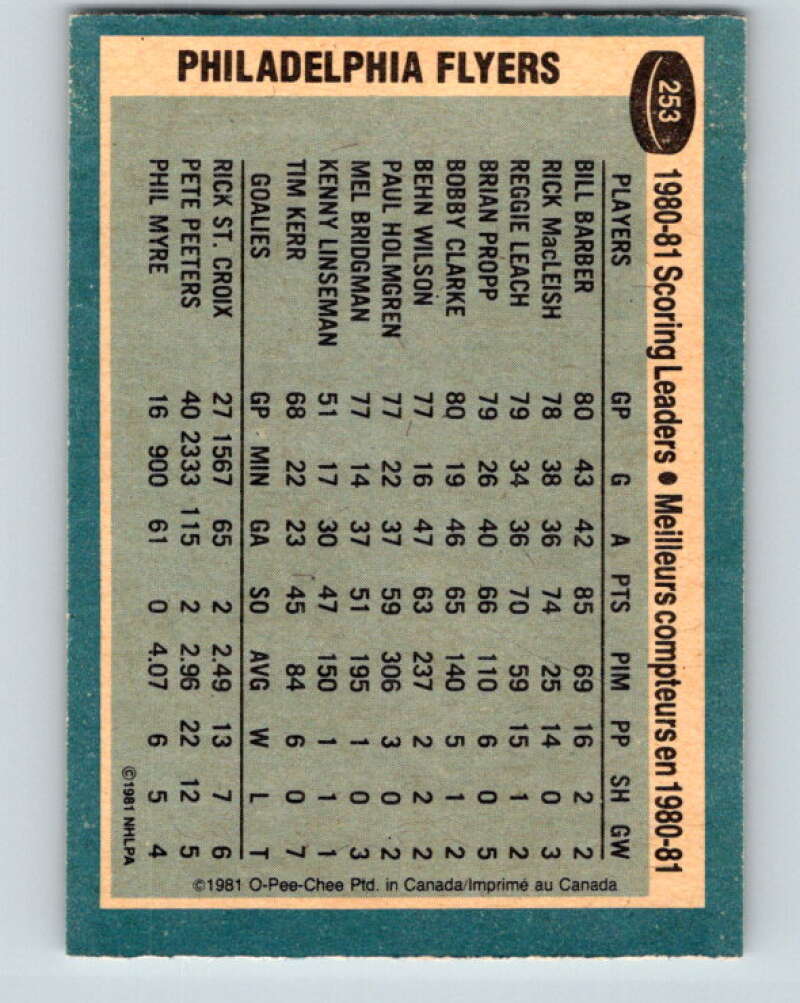 PHILADELPHIA FLYERS
253
1980-81 Scoring Leaders • Meilleurs compteurs en 1980-81
PLAYERS GP G A PTS PIM PP SH GW
BILL BARBER 80 43 42 85 69 16 2 2
RICK MacLEISH 78 38 36 74 25 14 0 3
REGGIE LEACH 79 34 36 70 59 15 1 2
BRIAN PROPP 79 26 40 66 110 6 0 5
BOBBY CLARKE 80 19 46 65 140 5 1 2
BEHN WILSON 77 16 47 63 237 2 2 2
PAUL HOLMGREN 77 22 37 59 306 3 0 2
MEL BRIDGMAN 77 14 37 51 195 1 0 3
KENNY LINSEMAN 51 17 30 47 150 1 1 1
TIM KERR 68 22 23 45 84 6 0 7
GOALIES GP MIN GA SO AVG W L T
RICK ST. CROIX 27 1567 65 2 2.49 13 7 6
PETE PEETERS 40 2333 115 2 2.96 22 12 5
PHIL MYRE 16 900 61 0 4.07 6 5 4
©1981 NHLPA
©1981 O-Pee-Chee Ptd. in Canada/Imprimé au Canada